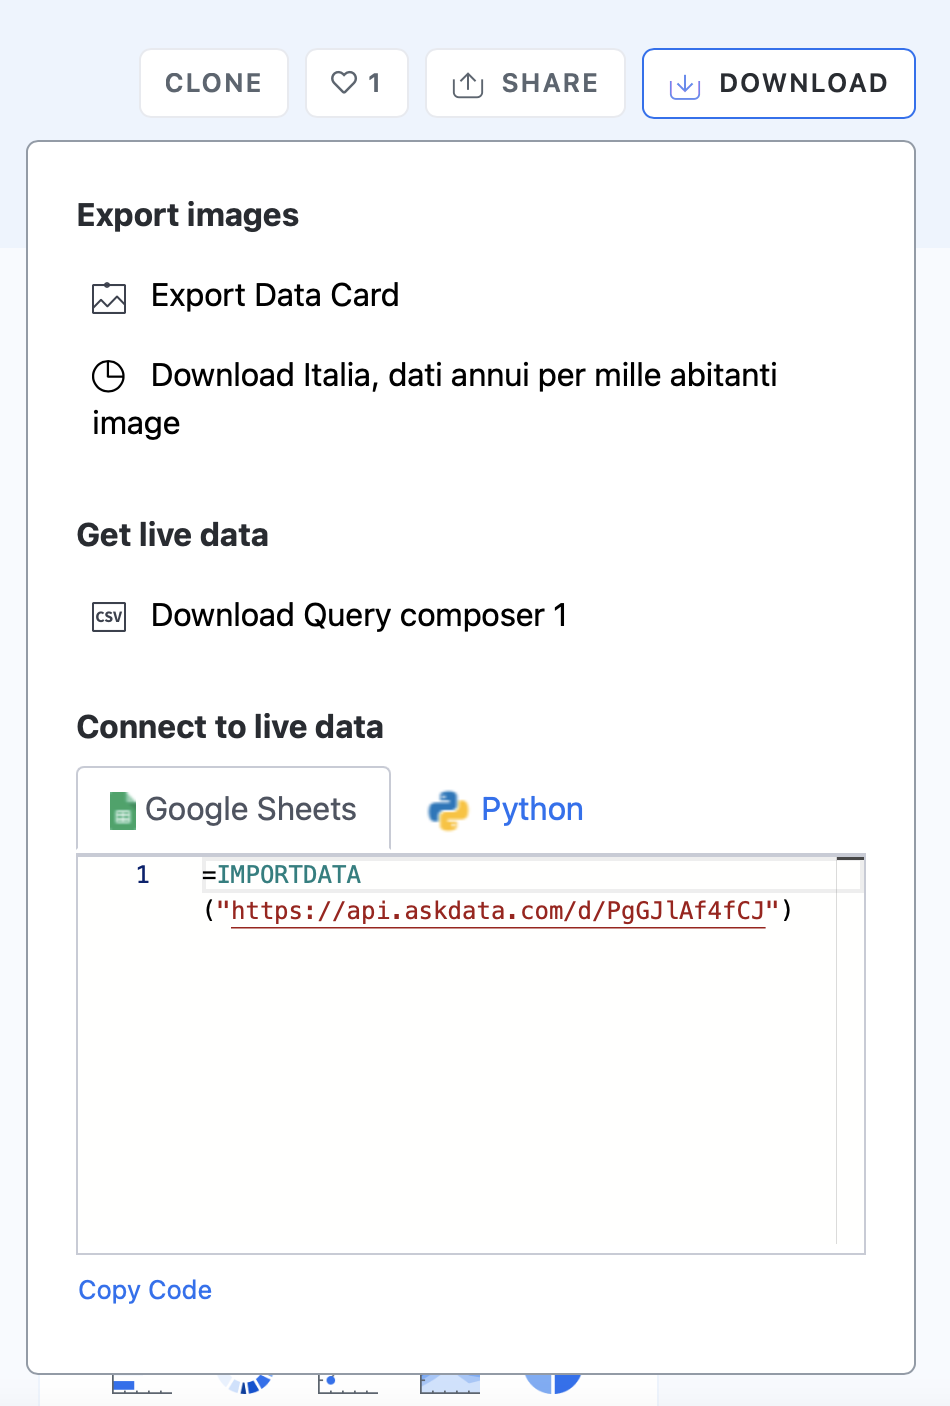 CLONE
1
SHARE
DOWNLOAD
Export images
Export Data Card
Download Italia, dati annui per mille abitanti
image
Get live data
CSV
Download Query composer 1
Connect to live data
Google Sheets
Python
1
=IMPORTDATA
("https://api.askdata.com/d/PgGJlAf4fCJ")
Copy Code